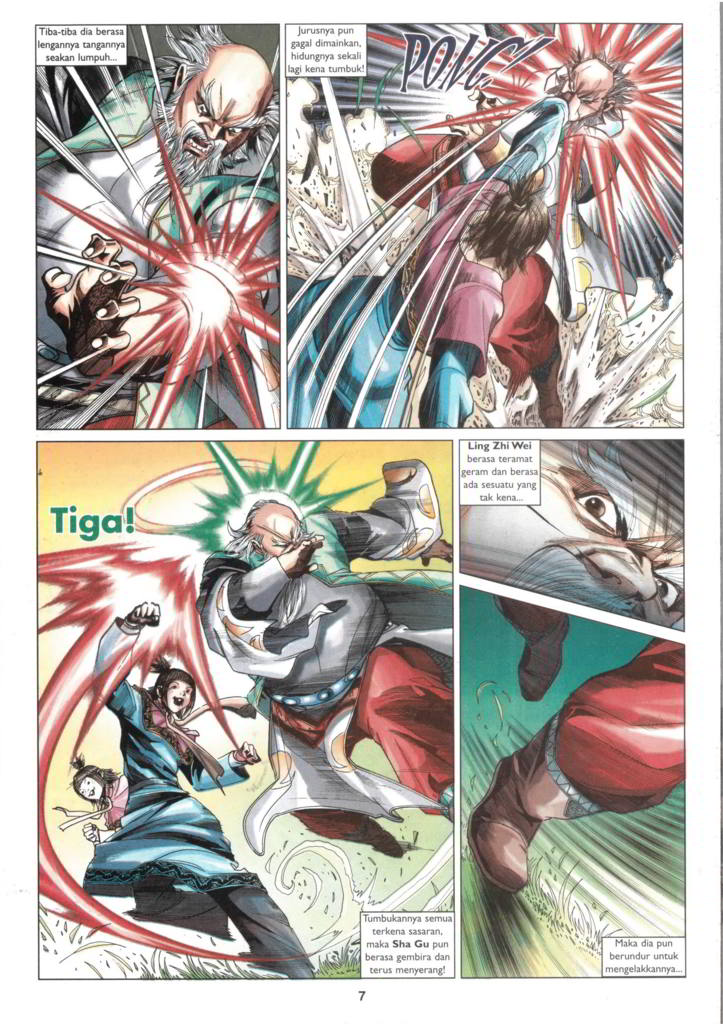 Tiba-tiba dia berasa
lengannya tangannya
seakan lumpuh...
Jurusnya pun
gagal dimainkan,
hidungnya sekali
lagi kena tumbuk!
PONG!
Tiga!
Tumbukannya semua
terkena sasaran,
maka Sha Gu pun
berasa gembira dan
terus menyerang!
Ling Zhi Wei
berasa teramat
geram dan berasa
ada sesuatu yang
tak kena...
Maka dia pun
berundur untuk
mengelakkannya...
7